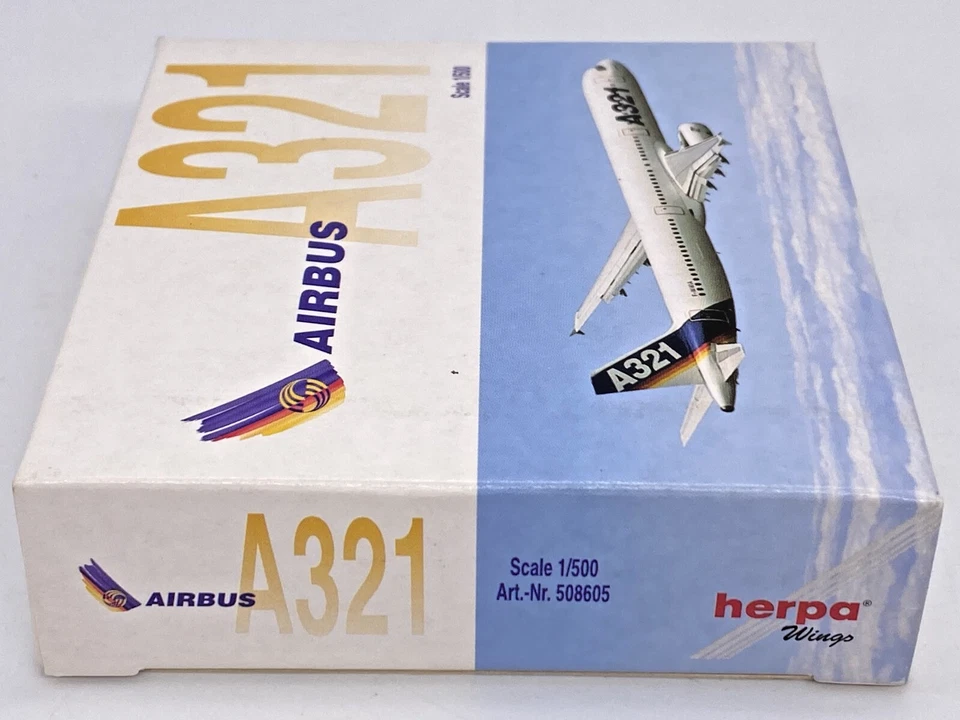 A321
Scale 1/500
AIRBUS
A321
A321
AIRBUS
A321
Scale 1/500
Art.-Nr. 508605
herpa®
Wings